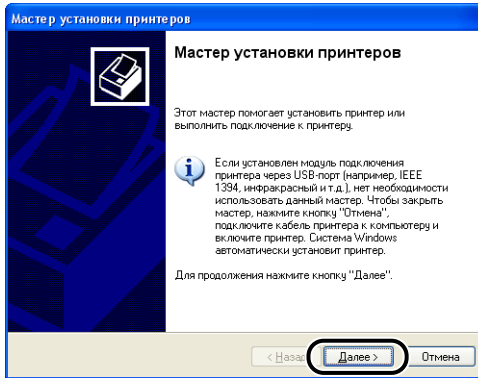 Мастер установки принтеров
Мастер установки принтеров
Этот мастер помогает установить принтер или
выполнить подключение к принтеру.
Если установлен модуль подключения
принтера через USB-порт (например, IEEE
1394, инфракрасный и т.д.), нет необходимости
использовать данный мастер. Чтобы закрыть
мастер, нажмите кнопку "Отмена",
подключите кабель принтера к компьютеру и
включите принтер. Система Windows
автоматически установит принтер.
Для продолжения нажмите кнопку "Далее".
< Назад Далее > Отмена